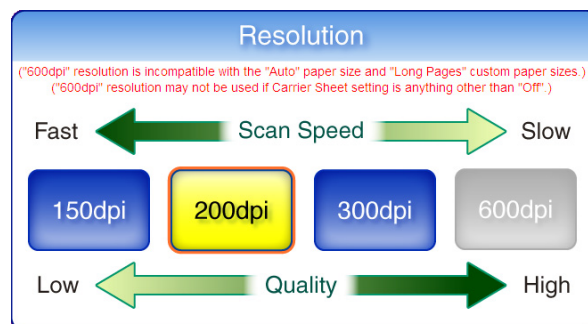 Resolution
("600dpi" resolution is incompatible with the "Auto" paper size and "Long Pages" custom paper sizes.)
("600dpi" resolution may not be used if Carrier Sheet setting is anything other than "Off".)
Fast Scan Speed Slow
150dpi 200dpi 300dpi 600dpi
Low Quality High